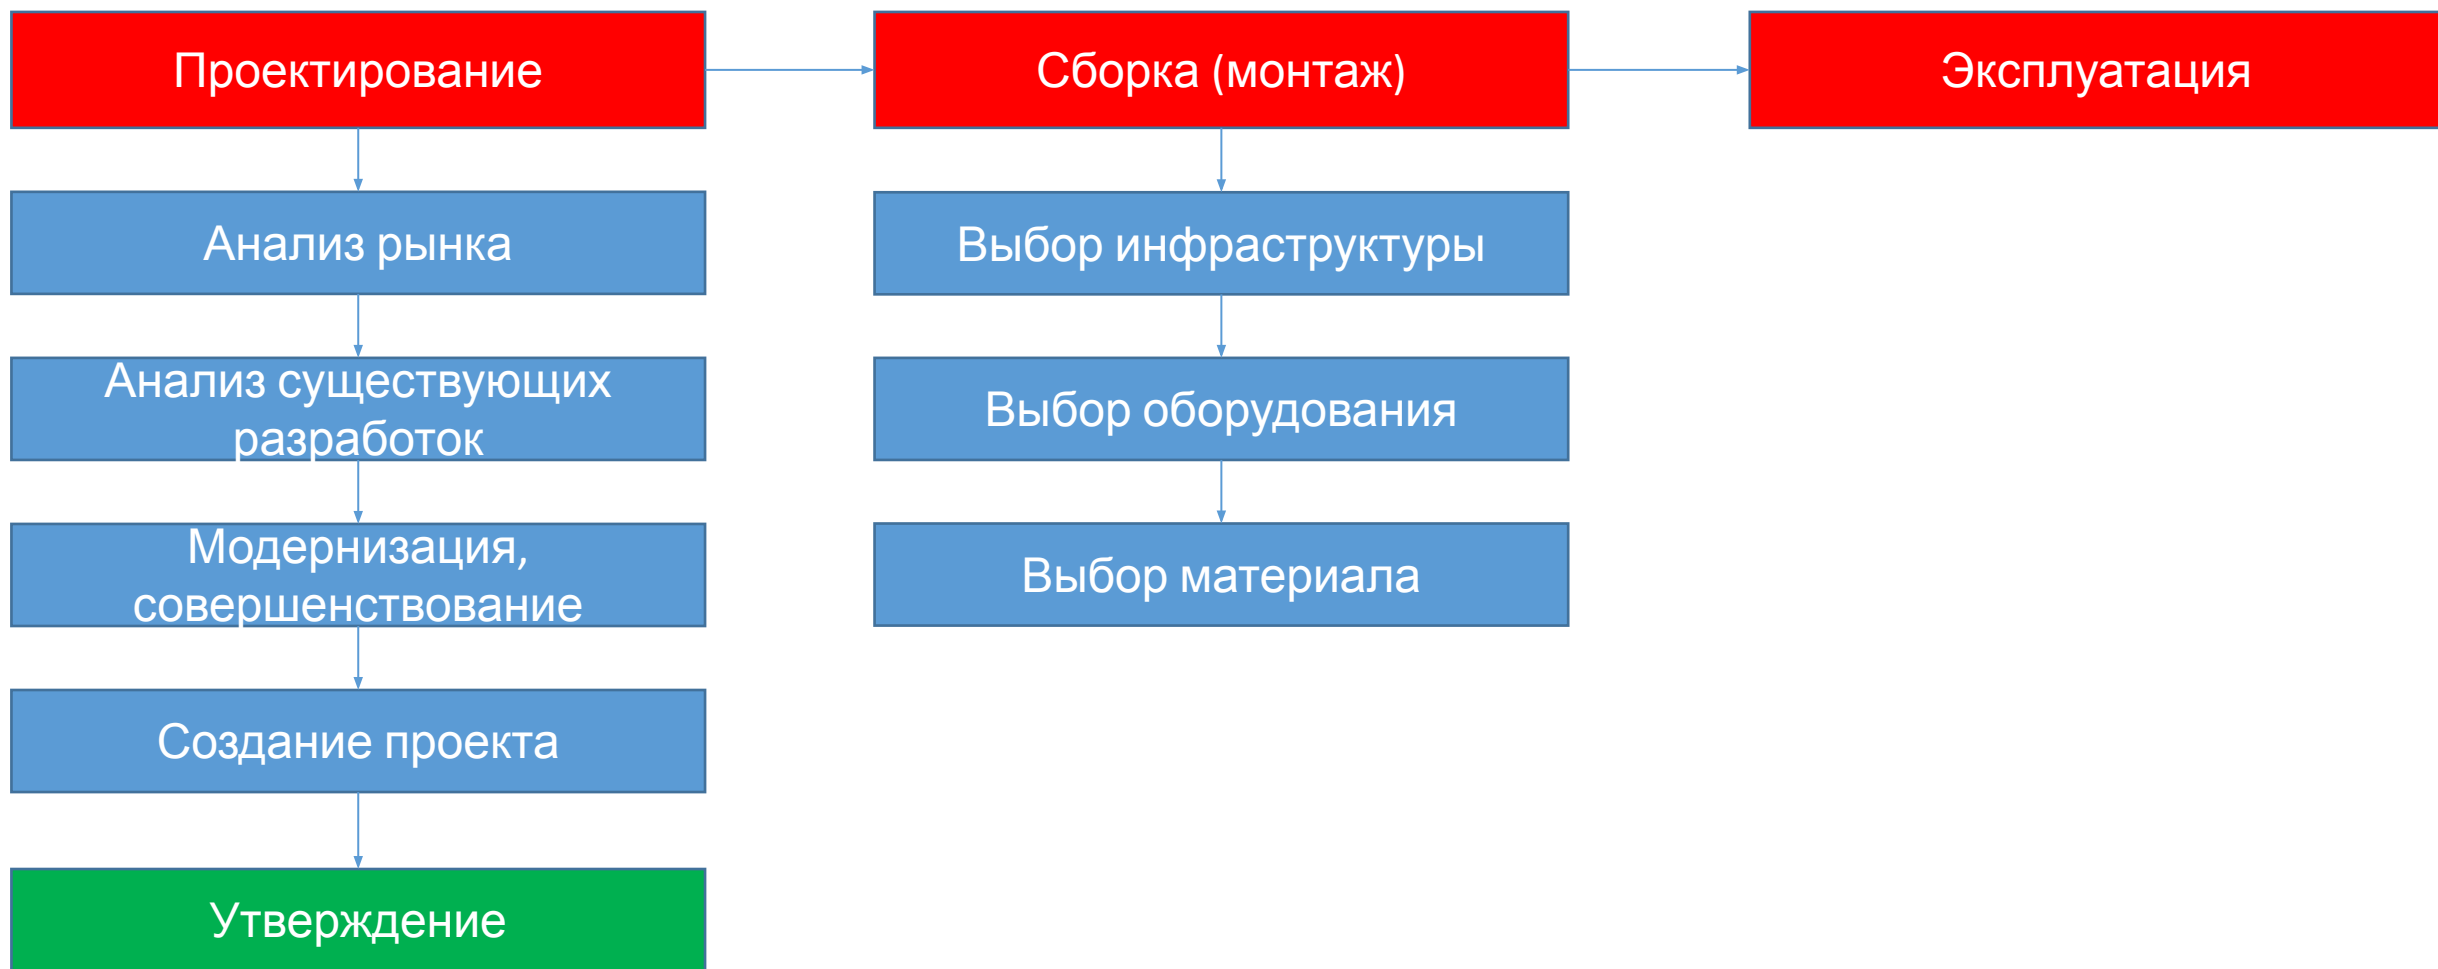 Проектирование
Сборка (монтаж)
Эксплуатация
Анализ рынка
Выбор инфраструктуры
Анализ существующих
разработок
Выбор оборудования
Модернизация,
совершенствование
Выбор материала
Создание проекта
Утверждение